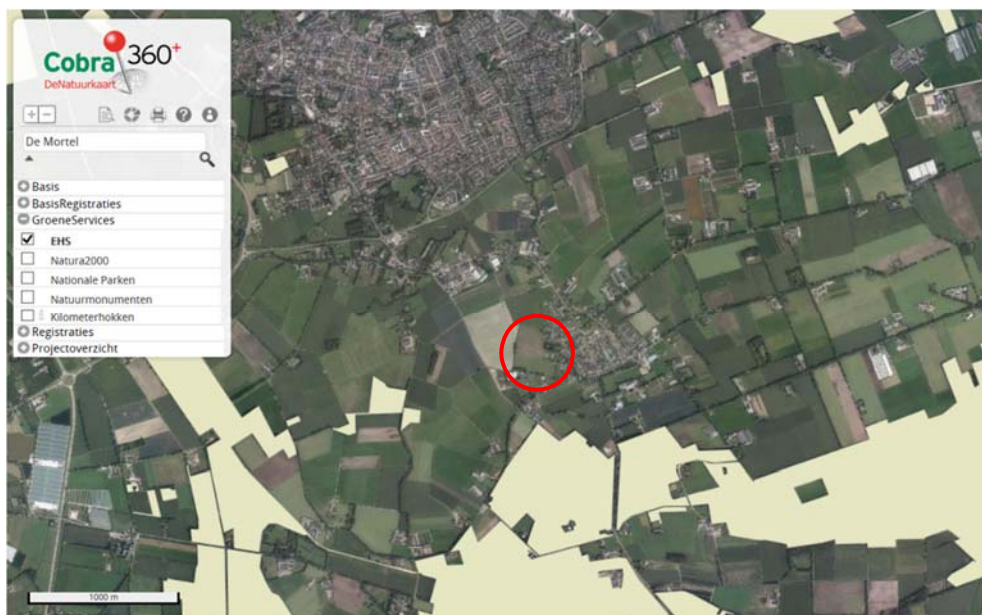 Cobra 360+
DeNatuurkaart
De Mortel
Basis
BasisRegistraties
GroeneServices
EHS
Natura2000
Nationale Parken
Natuurmonumenten
Kilometerhokken
Registraties
Projectoverzicht
1000 m